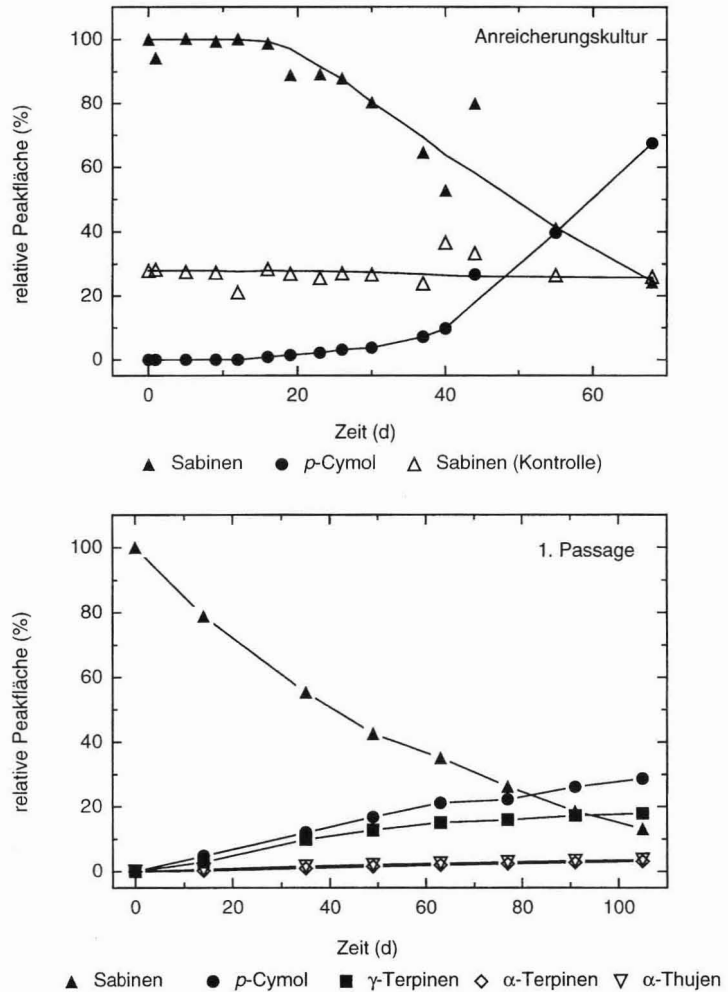 Anreicherungskultur
relative Peakfläche (%)
100
80
60
40
20
0
0 20 40 60
Zeit (d)
▲ Sabinen ● p-Cymol △ Sabinen (Kontrolle)
1. Passage
relative Peakfläche (%)
100
80
60
40
20
0
0 20 40 60 80 100
Zeit (d)
▲ Sabinen ● p-Cymol ■ γ-Terpinen ◇ α-Terpinen ▽ α-Thujen